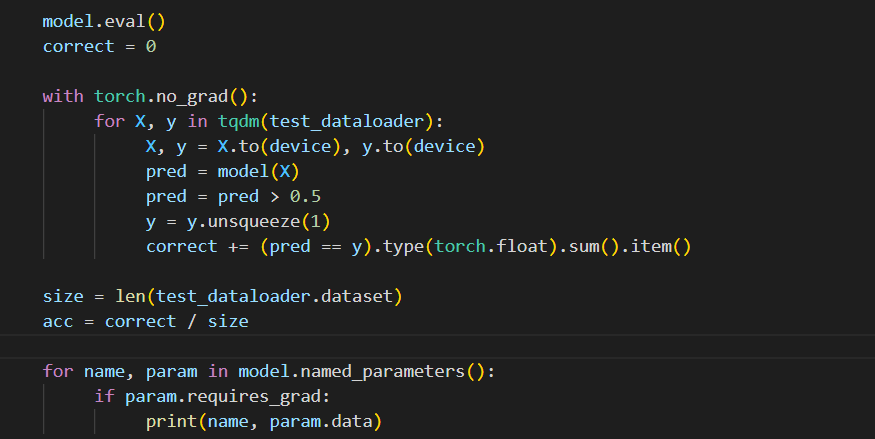 model.eval()
correct = 0
with torch.no_grad():
for X, y in tqdm(test_dataloader):
X, y = X.to(device), y.to(device)
pred = model(X)
pred = pred > 0.5
y = y.unsqueeze(1)
correct += (pred == y).type(torch.float).sum().item()
size = len(test_dataloader.dataset)
acc = correct / size
for name, param in model.named_parameters():
if param.requires_grad:
print(name, param.data)